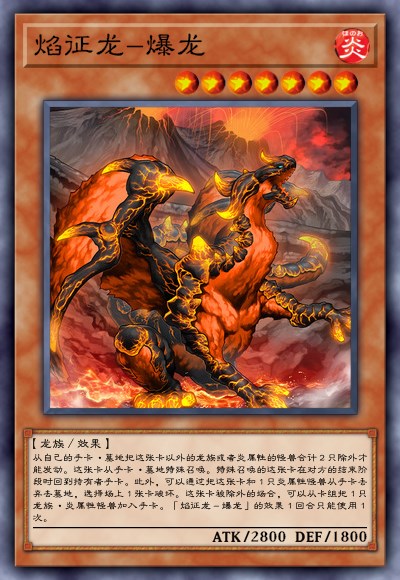 焰征龙－爆龙
ほのお
炎
【龙族／效果】
从自己的手卡·墓地把这张卡以外的龙族或者炎属性的怪兽合计2只除外才
能发动。这张卡从手卡·墓地特殊召唤。特殊召唤的这张卡在对方的结束阶
段时回到持有者手卡。此外，可以通过把这张卡和1只炎属性怪兽从手卡丢
弃去墓地，选择场上1张卡破坏。这张卡被除外的场合，可以从卡组把1只
龙族·炎属性怪兽加入手卡。「焰征龙－爆龙」的效果1回合只能使用1
次。
ATK/2800 DEF/1800